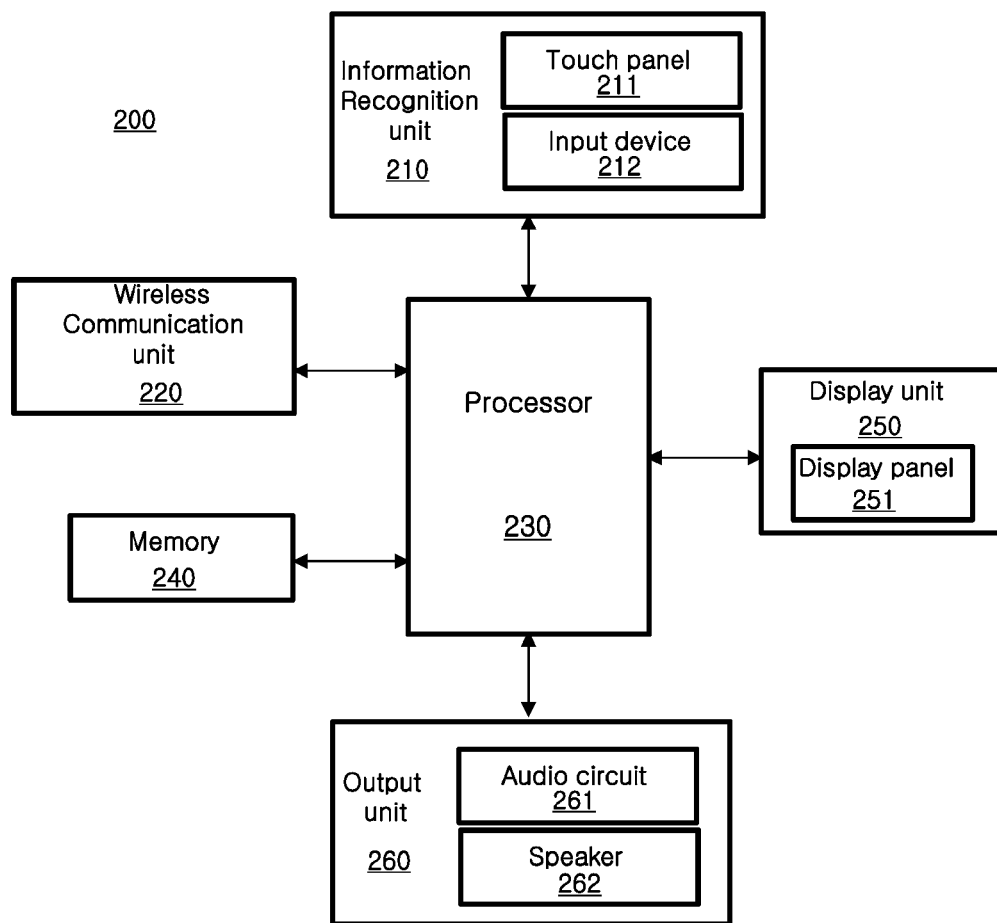 200
Information
Recognition
unit
210
Touch panel
211
Input device
212
Wireless
Communication
unit
220
Processor
230
Display unit
250
Display panel
251
Memory
240
Output
unit
260
Audio circuit
261
Speaker
262